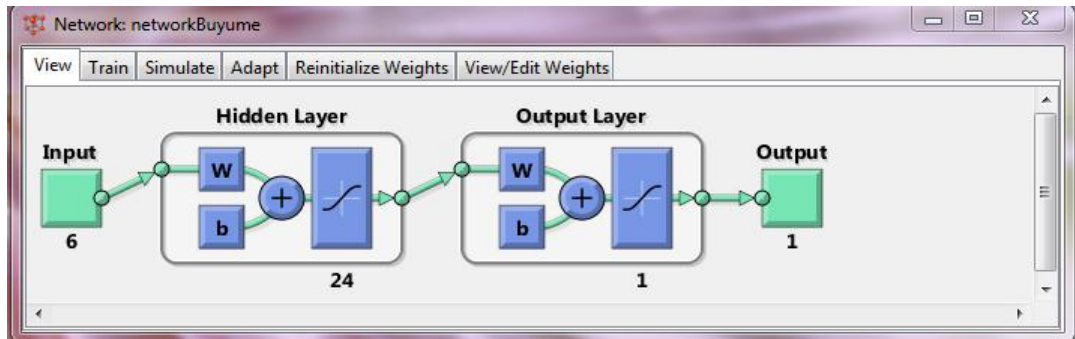 Network: networkBuyume
View Train Simulate Adapt Reinitialize Weights View/Edit Weights
Hidden Layer Output Layer
Input Output
W W
b b
6 1
24 1